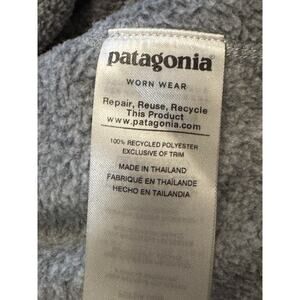 patagonia®
WORN WEAR
Repair, Reuse, Recycle
This Product
www.patagonia.com
100% RECYCLED POLYESTER
EXCLUSIVE OF TRIM
MADE IN THAILAND
FABRIQUÉ EN THAÏLANDE
HECHO EN TAILANDIA